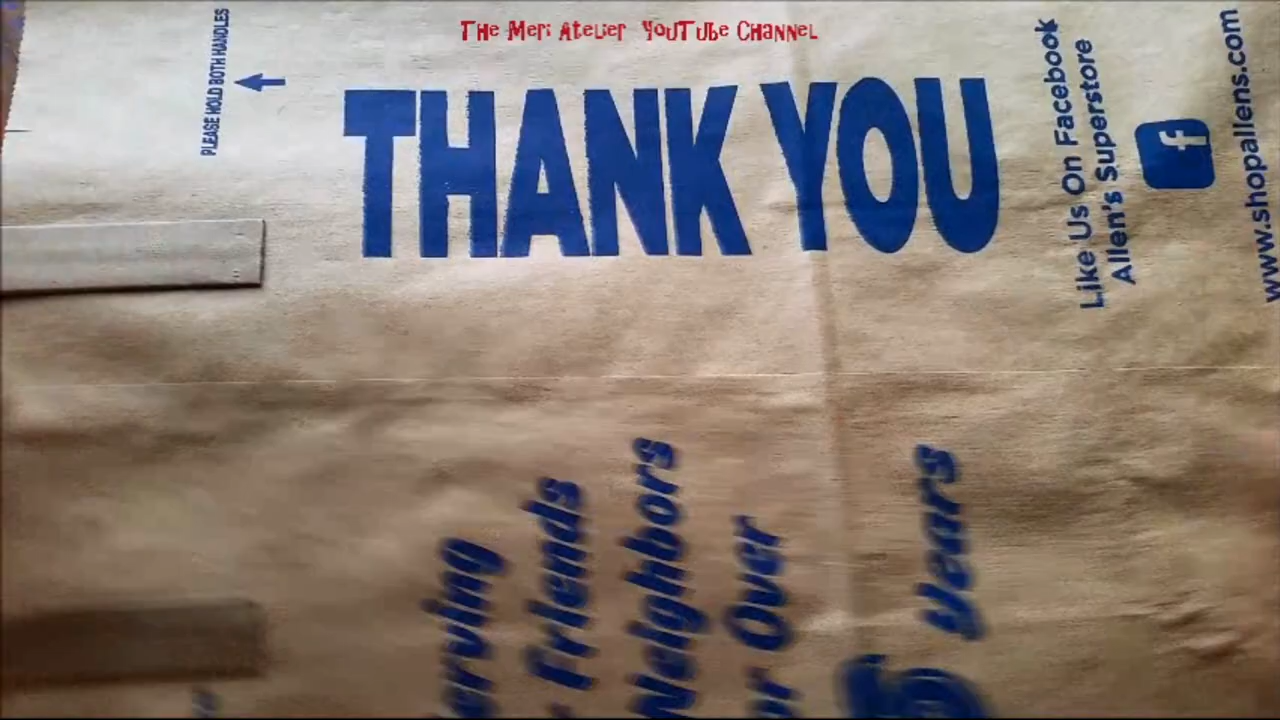 The Meri Atelier YouTube Channel
PLEASE HOLD BOTH HANDLES
THANK YOU
Like Us On Facebook
Allen's Superstore
f
www.shopallens.com
erving
Friends
Neighbors
Over
Years